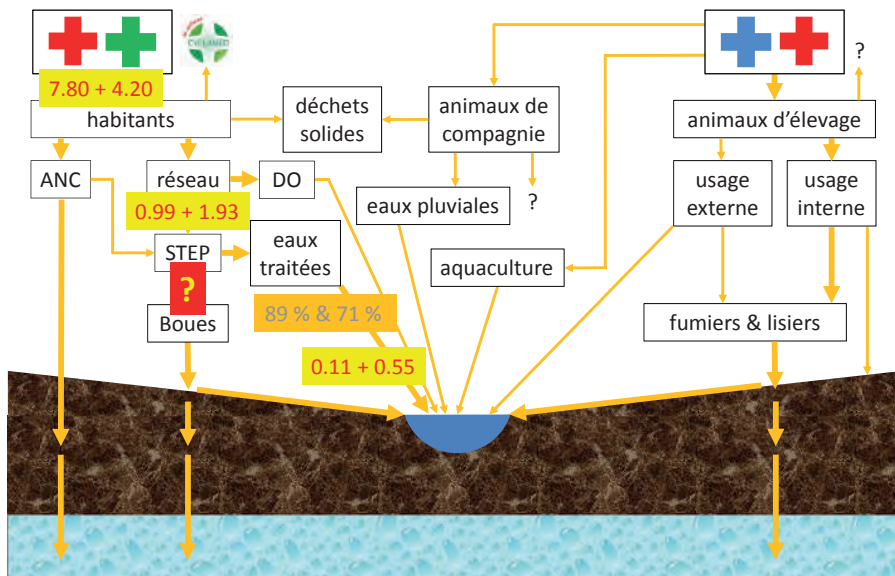 CYCLAMED
?
7.80 + 4.20
habitants
déchets
solides
animaux de
compagnie
animaux d'élevage
ANC
réseau
DO
eaux pluviales
?
usage
externe
usage
interne
0.99 + 1.93
STEP
eaux
traitées
aquaculture
?
89 % & 71 %
Boues
fumiers & lisiers
0.11 + 0.55